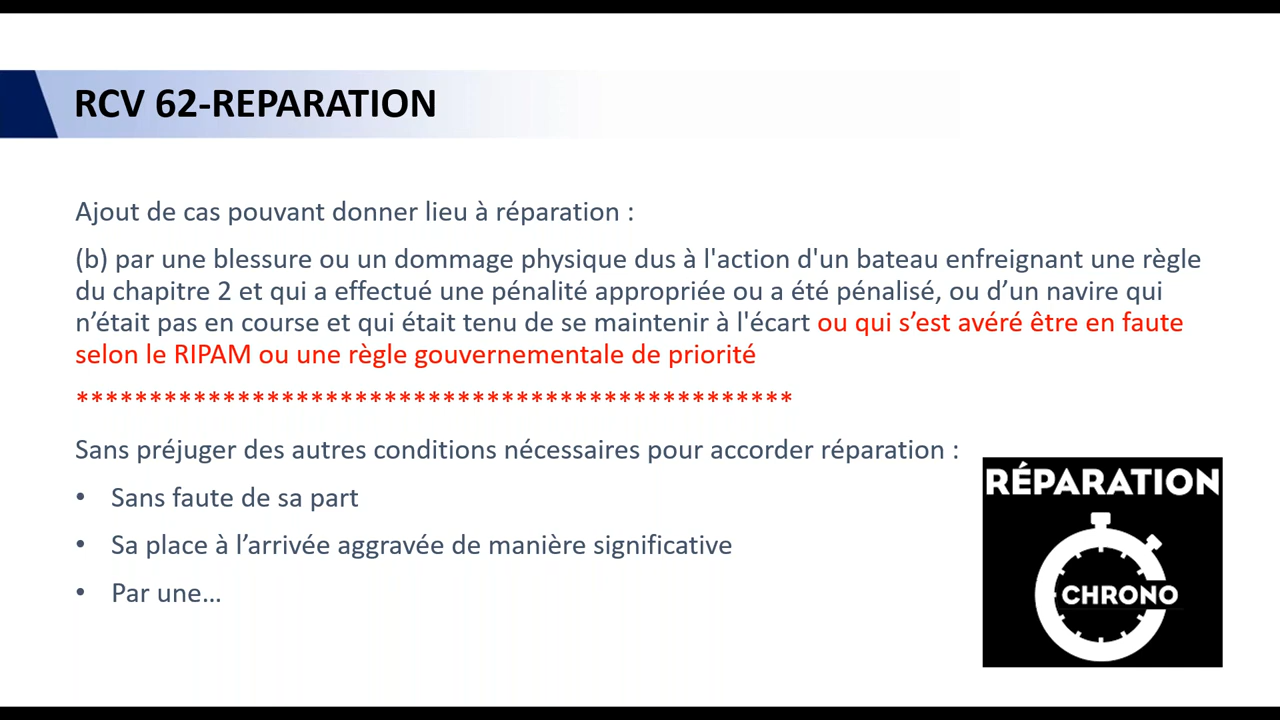 RCV 62-REPARATION
Ajout de cas pouvant donner lieu à réparation :
(b) par une blessure ou un dommage physique dus à l'action d'un bateau enfreignant une règle
du chapitre 2 et qui a effectué une pénalité appropriée ou a été pénalisé, ou d’un navire qui
n’était pas en course et qui était tenu de se maintenir à l'écart ou qui s’est avéré être en faute
selon le RIPAM ou une règle gouvernementale de priorité
*************************************************
Sans préjuger des autres conditions nécessaires pour accorder réparation :
• Sans faute de sa part
• Sa place à l’arrivée aggravée de manière significative
• Par une…
RÉPARATION
CHRONO